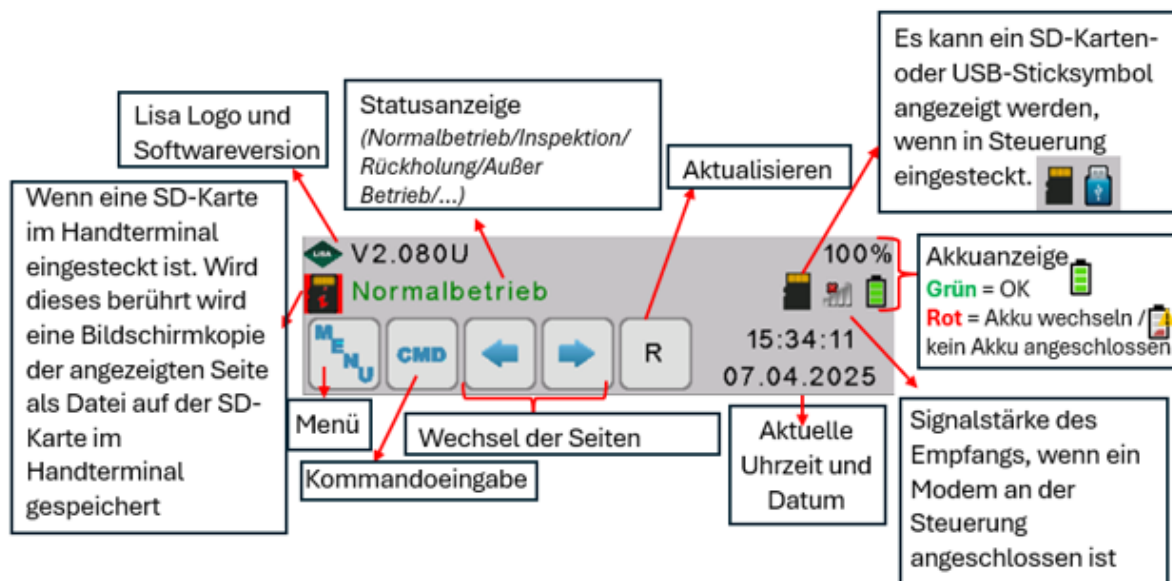 Es kann ein SD-Karten-
oder USB-Sticksymbol
angezeigt werden,
wenn in Steuerung
eingesteckt.
Lisa Logo und
Softwareversion
Statusanzeige
(Normalbetrieb/Inspektion/
Rückholung/Außer
Betrieb/...)
Aktualisieren
Wenn eine SD-Karte
im Handterminal
eingesteckt ist. Wird
dieses berührt wird
eine Bildschirmkopie
der angezeigten Seite
als Datei auf der SD-
Karte im
Handterminal
gespeichert
LiSA V2.080U 100%
Normalbetrieb
MENU CMD R 15:34:11
07.04.2025
Akkuanzeige
Grün = OK
Rot = Akku wechseln /
kein Akku angeschlossen
Menü
Kommandoeingabe
Wechsel der Seiten
Aktuelle
Uhrzeit und
Datum
Signalstärke des
Empfangs, wenn ein
Modem an der
Steuerung
angeschlossen ist